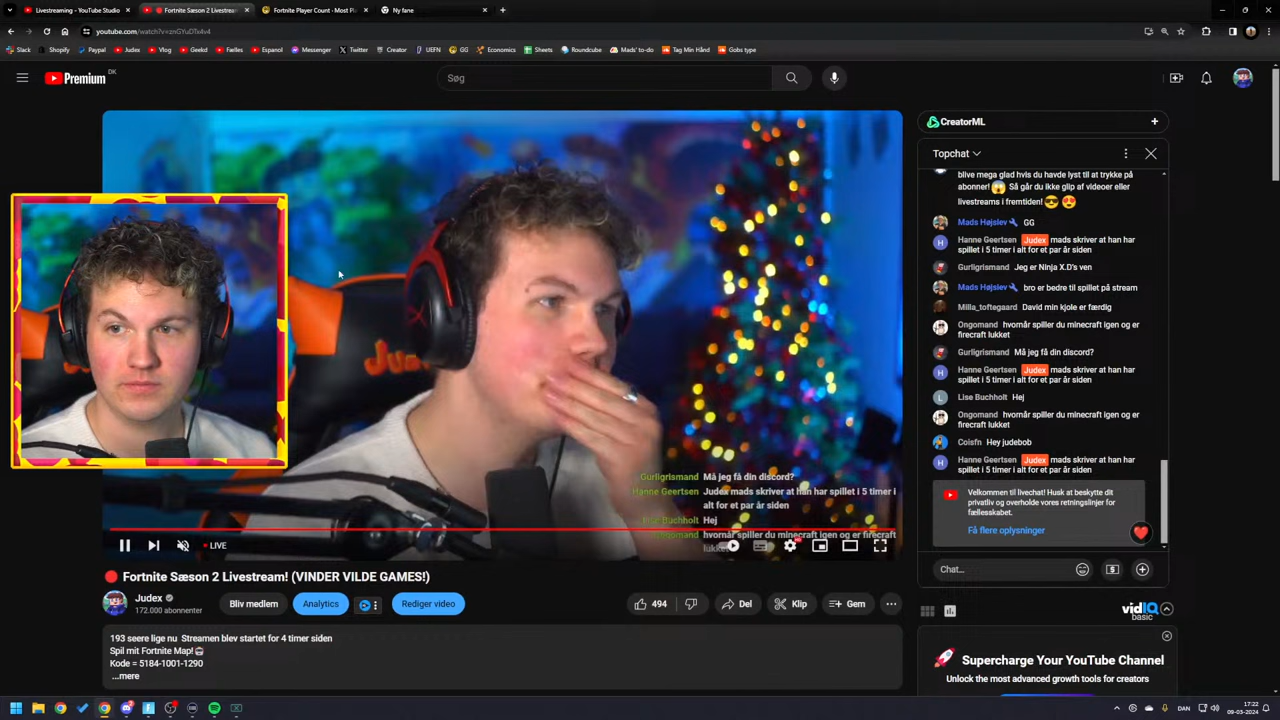 Livestreaming - YouTube Studio
Fortnite Sæson 2 Livestream!
Fortnite Player Count - Most Pl
Ny fane
youtube.com/watch?v=znGYuDTx4v4
Slack
Shopify
Paypal
Judex
Vlog
Geekd
Fælles
Espanol
Messenger
Twitter
Creator
UEFN
GG
Economics
Sheets
Roundcube
Mads' to-do
Tag Min Hånd
Gobs type
Premium
DK
Søg
Judex
Gurligrismand Må jeg få din discord?
Hanne Geertsen Judex mads skriver at han har spillet i 5 timer i
alt for et par år siden
Lise Buchholt Hej
Ongomand hvornår spiller du minecraft igen og er firecraft
lukket
LIVE
Fortnite Sæson 2 Livestream! (VINDER VILDE GAMES!)
Judex
172.000 abonnenter
Bliv medlem
Analytics
Rediger video
494
Del
Klip
Gem
193 seere lige nu Streamen blev startet for 4 timer siden
Spil mit Fortnite Map!
Kode = 5184-1001-1290
...mere
CreatorML
Topchat
blive mega glad hvis du havde lyst til at trykke på
abonner! Så går du ikke glip af videoer eller
livestreams i fremtiden!
Mads Højslev GG
Hanne Geertsen Judex mads skriver at han har
spillet i 5 timer i alt for et par år siden
Gurligrismand Jeg er Ninja X.D's ven
Mads Højslev bro er bedre til spillet på stream
Milla_toftegaard David min kjole er færdig
Ongomand hvornår spiller du minecraft igen og er
firecraft lukket
Gurligrismand Må jeg få din discord?
Hanne Geertsen Judex mads skriver at han har
spillet i 5 timer i alt for et par år siden
Lise Buchholt Hej
Ongomand hvornår spiller du minecraft igen og er
firecraft lukket
Coisfn Hey judebob
Hanne Geertsen Judex mads skriver at han har
spillet i 5 timer i alt for et par år siden
Velkommen til livechat! Husk at beskytte dit
privatliv og overholde vores retningslinjer for
fællesskabet.
Få flere oplysninger
Chat...
vidIQ
basic
Supercharge Your YouTube Channel
Unlock the most advanced growth tools for creators
DAN
17:22
09-03-2024